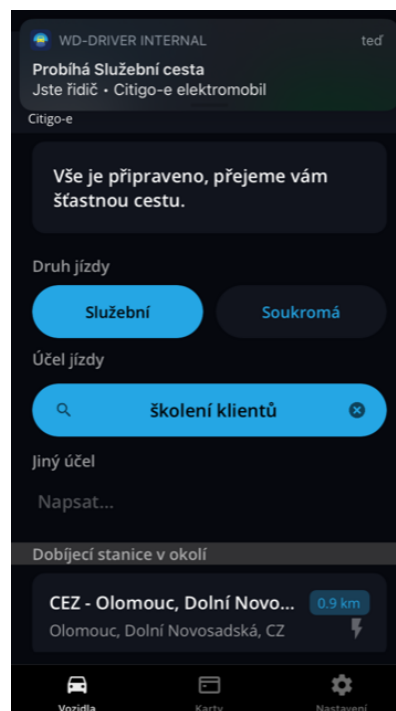 WD-DRIVER INTERNAL teď
Probíhá Služební cesta
Jste řidič • Citigo-e elektromobil
Citigo-e
Vše je připraveno, přejeme vám
šťastnou cestu.
Druh jízdy
Služební Soukromá
Účel jízdy
školení klientů
Jiný účel
Napsat...
Dobíjecí stanice v okolí
CEZ - Olomouc, Dolní Novo... 0.9 km
Olomouc, Dolní Novosadská, CZ
Vozidla Karty Nastavení